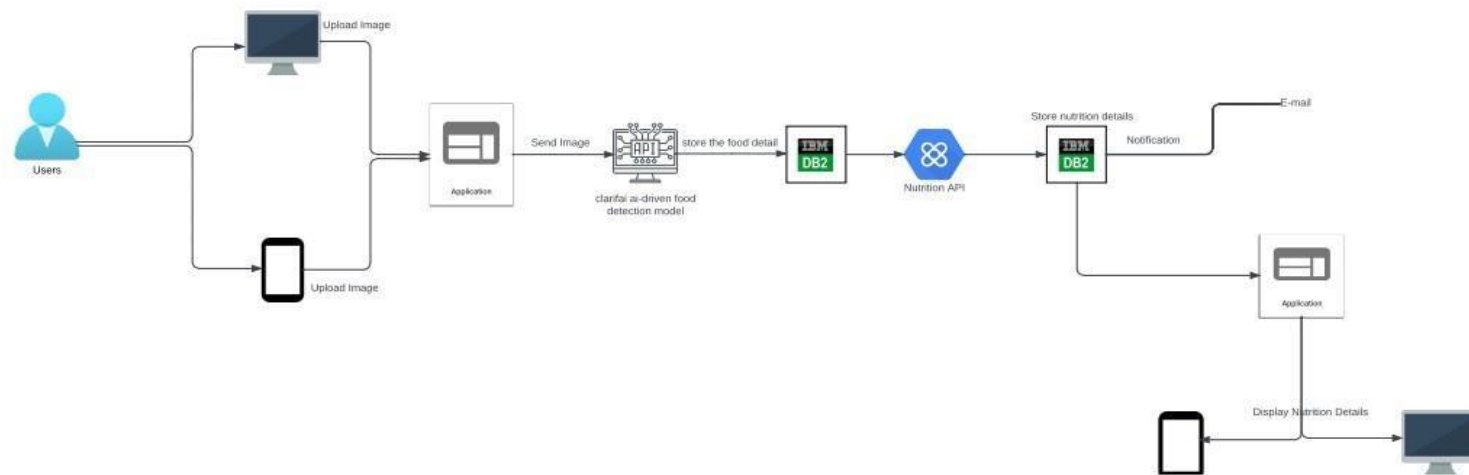 Upload Image
Users
Upload Image
Application
Send Image
API
clarifai ai-driven food
detection model
store the food detail
IBM
DB2
Nutrition API
Store nutrition details
IBM
DB2
Notification
E-mail
Application
Display Nutrition Details